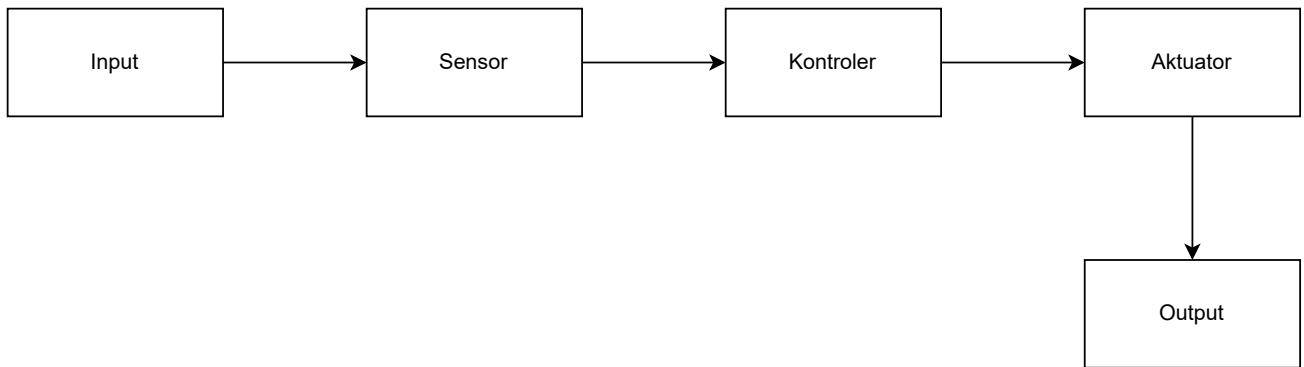 Input
Sensor
Kontroler
Aktuator
Output